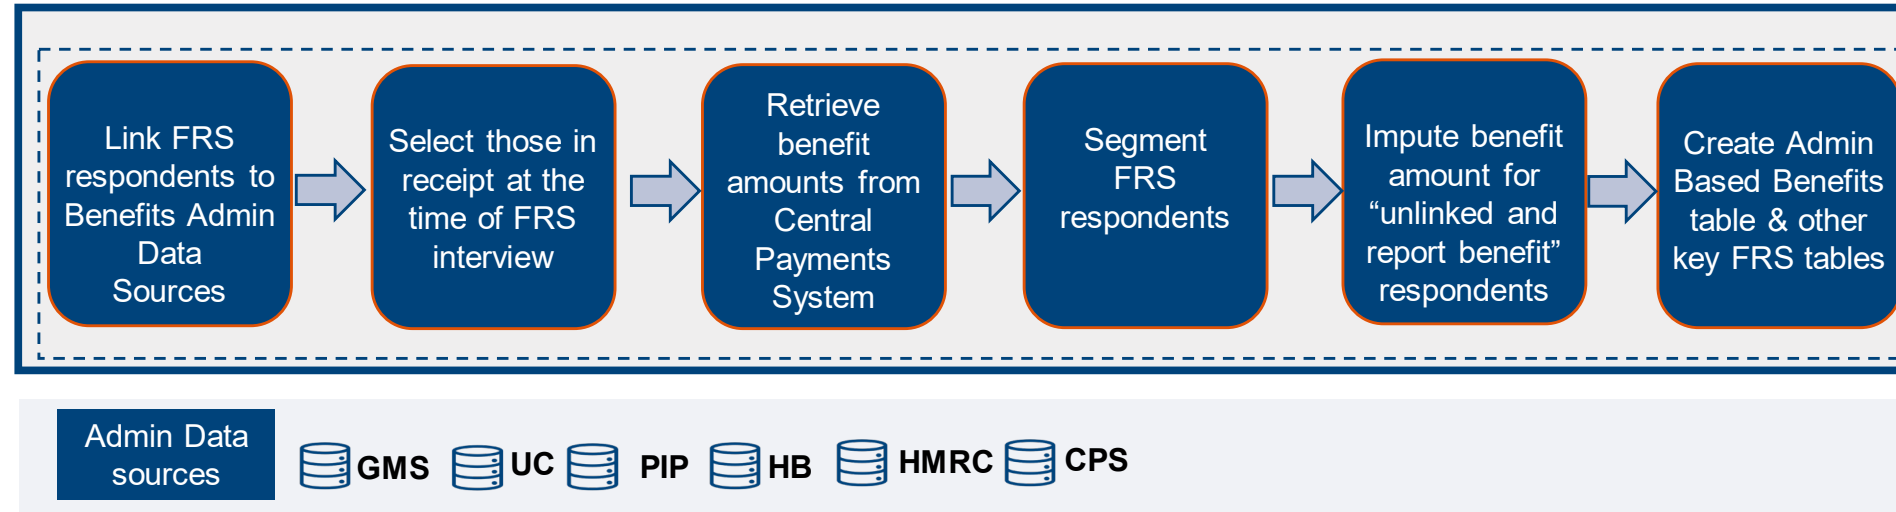 Link FRS
respondents to
Benefits Admin
Data
Sources
Select those in
receipt at the
time of FRS
interview
Retrieve
benefit
amounts from
Central
Payments
System
Segment
FRS
respondents
Impute benefit
amount for
“unlinked and
report benefit”
respondents
Create Admin
Based Benefits
table & other
key FRS tables
Admin Data
sources
GMS
UC
PIP
HB
HMRC
CPS